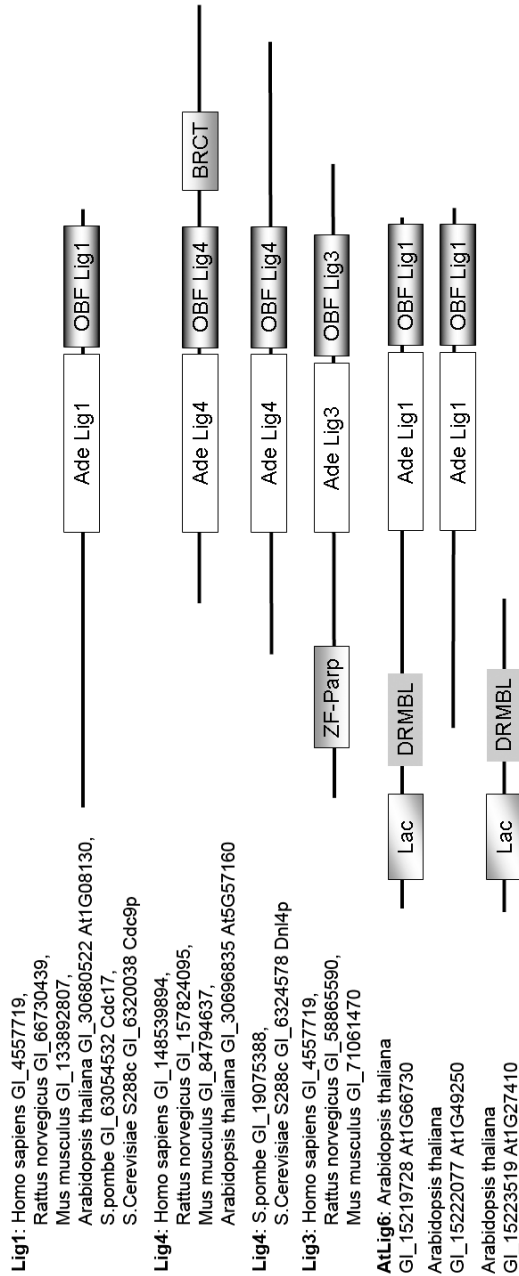 Lig1: Homo sapiens GI_4557719,
Rattus norvegicus GI_66730439,
Mus musculus GI_133892807,
Arabidopsis thaliana GI_30680522 At1G08130,
S.pombe GI_63054532 Cdc17,
S.Cerevisiae S288c GI_6320038 Cdc9p
Ade Lig1 OBF Lig1
Lig4: Homo sapiens GI_148539894,
Rattus norvegicus GI_157824095,
Mus musculus GI_84794637,
Arabidopsis thaliana GI_30696835 At5G57160
Ade Lig4 OBF Lig4 BRCT
Lig4: S.pombe GI_19075388,
S.Cerevisiae S288c GI_6324578 Dnl4p
Ade Lig4 OBF Lig4
Lig3: Homo sapiens GI_4557719,
Rattus norvegicus GI_58865590,
Mus musculus GI_71061470
ZF-Parp Ade Lig3 OBF Lig3
AtLig6: Arabidopsis thaliana
GI_15219728 At1G66730
Lac DRMBL Ade Lig1 OBF Lig1
Arabidopsis thaliana
GI_15222077 At1G49250
Ade Lig1 OBF Lig1
Arabidopsis thaliana
GI_15223519 At1G27410
Lac DRMBL